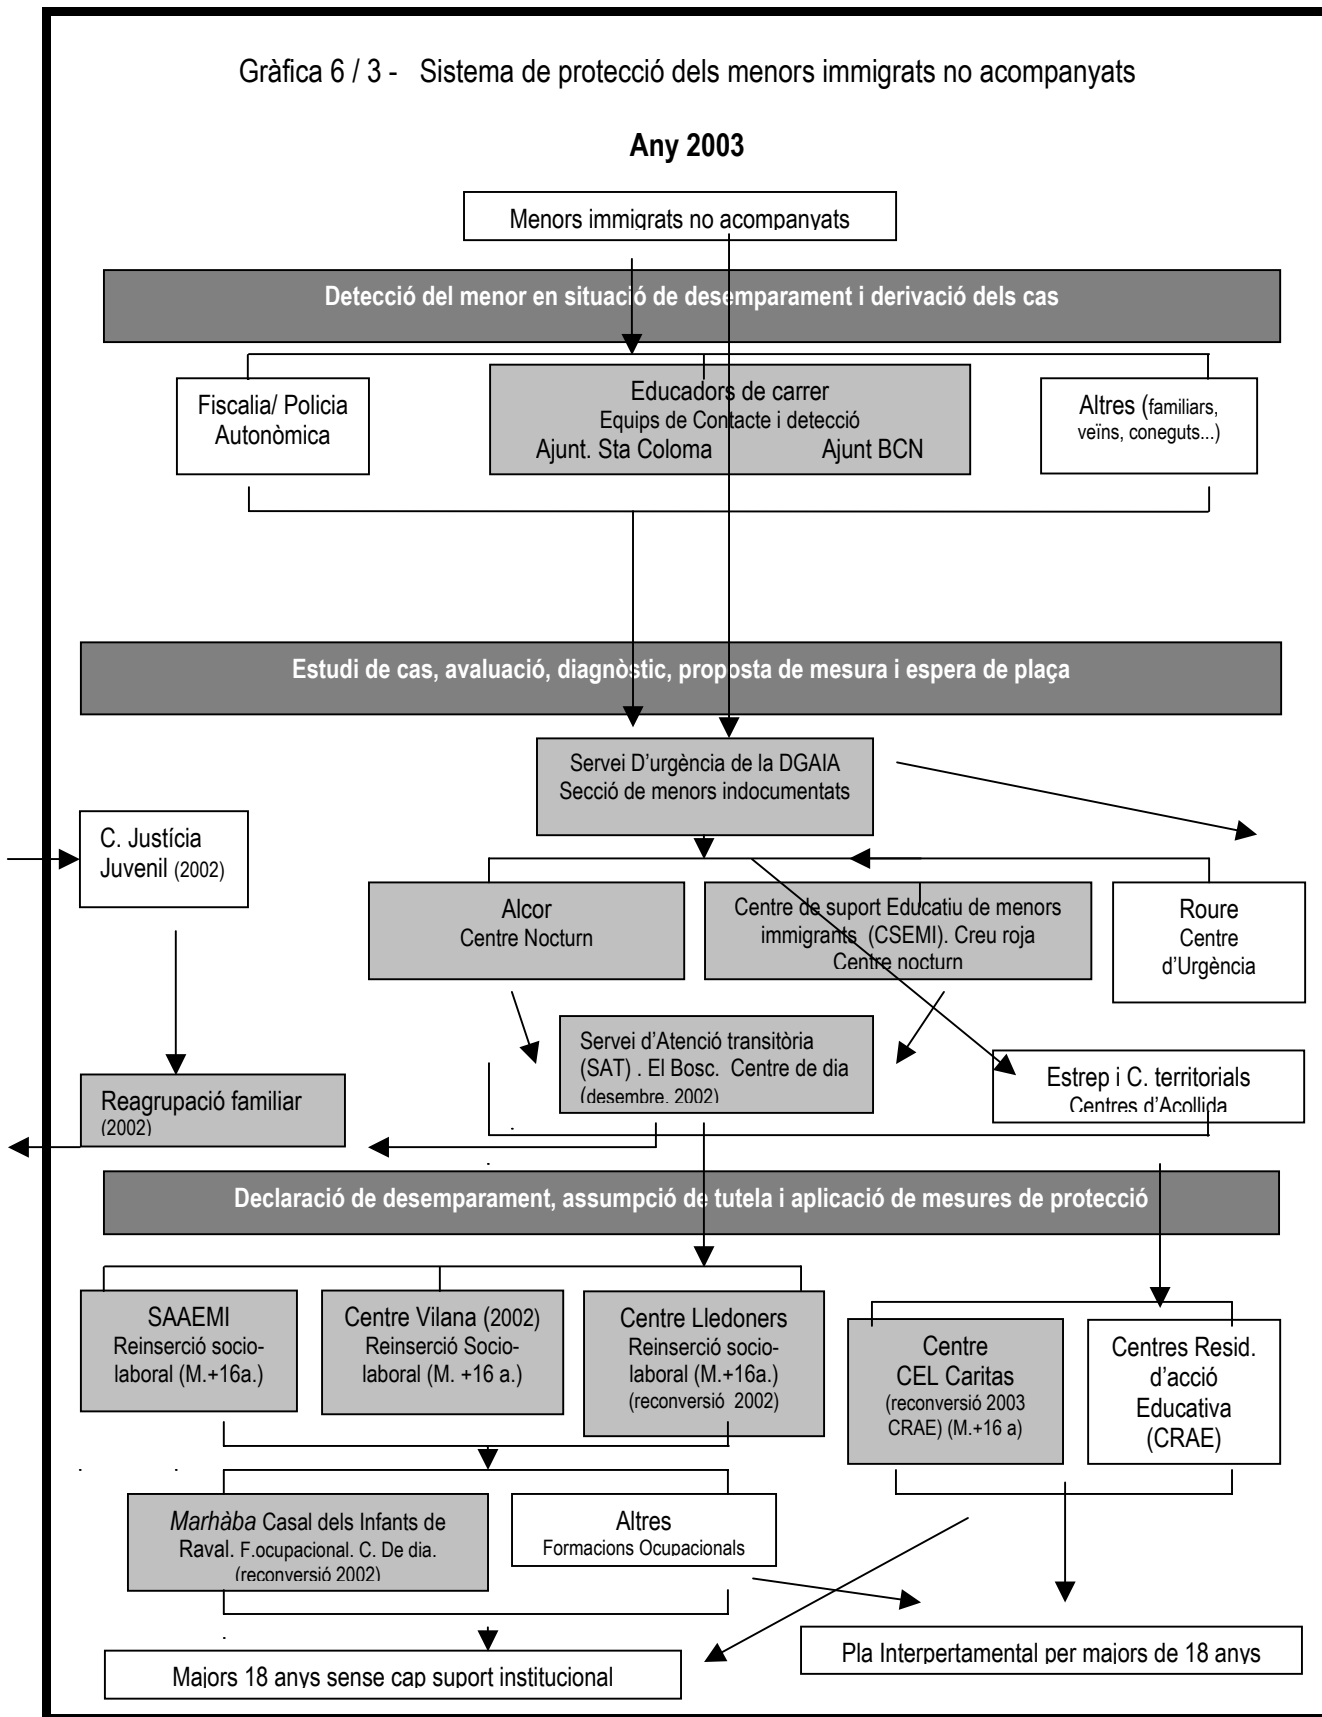 Gràfica 6 / 3 - Sistema de protecció dels menors immigrats no acompanyats
Any 2003
Menors immigrats no acompanyats
Detecció del menor en situació de desemparament i derivació dels cas
Fiscalia/ Policia
Autonòmica
Educadors de carrer
Equips de Contacte i detecció
Ajunt. Sta Coloma Ajunt BCN
Altres (familiars,
veïns, coneguts...)
Estudi de cas, avaluació, diagnòstic, proposta de mesura i espera de plaça
Servei D'urgència de la DGAIA
Secció de menors indocumentats
C. Justícia
Juvenil (2002)
Alcor
Centre Nocturn
Centre de suport Educatiu de menors
immigrants (CSEMI). Creu roja
Centre nocturn
Roure
Centre
d'Urgència
Servei d'Atenció transitòria
(SAT) . El Bosc. Centre de dia
(desembre. 2002)
Estrep i C. territorials
Centres d'Acollida
Reagrupació familiar
(2002)
Declaració de desemparament, assumpció de tutela i aplicació de mesures de protecció
SAAEMI
Reinserció socio-
laboral (M.+16a.)
Centre Vilana (2002)
Reinserció Socio-
laboral (M. +16 a.)
Centre Lledoners
Reinserció socio-
laboral (M.+16a.)
(reconversió 2002)
Centre
CEL Caritas
(reconversió 2003
CRAE) (M.+16 a)
Centres Resid.
d'acció
Educativa
(CRAE)
Marhàba Casal dels Infants de
Raval. F.ocupacional. C. De dia.
(reconversió 2002)
Altres
Formacions Ocupacionals
Majors 18 anys sense cap suport institucional
Pla Interpertamental per majors de 18 anys